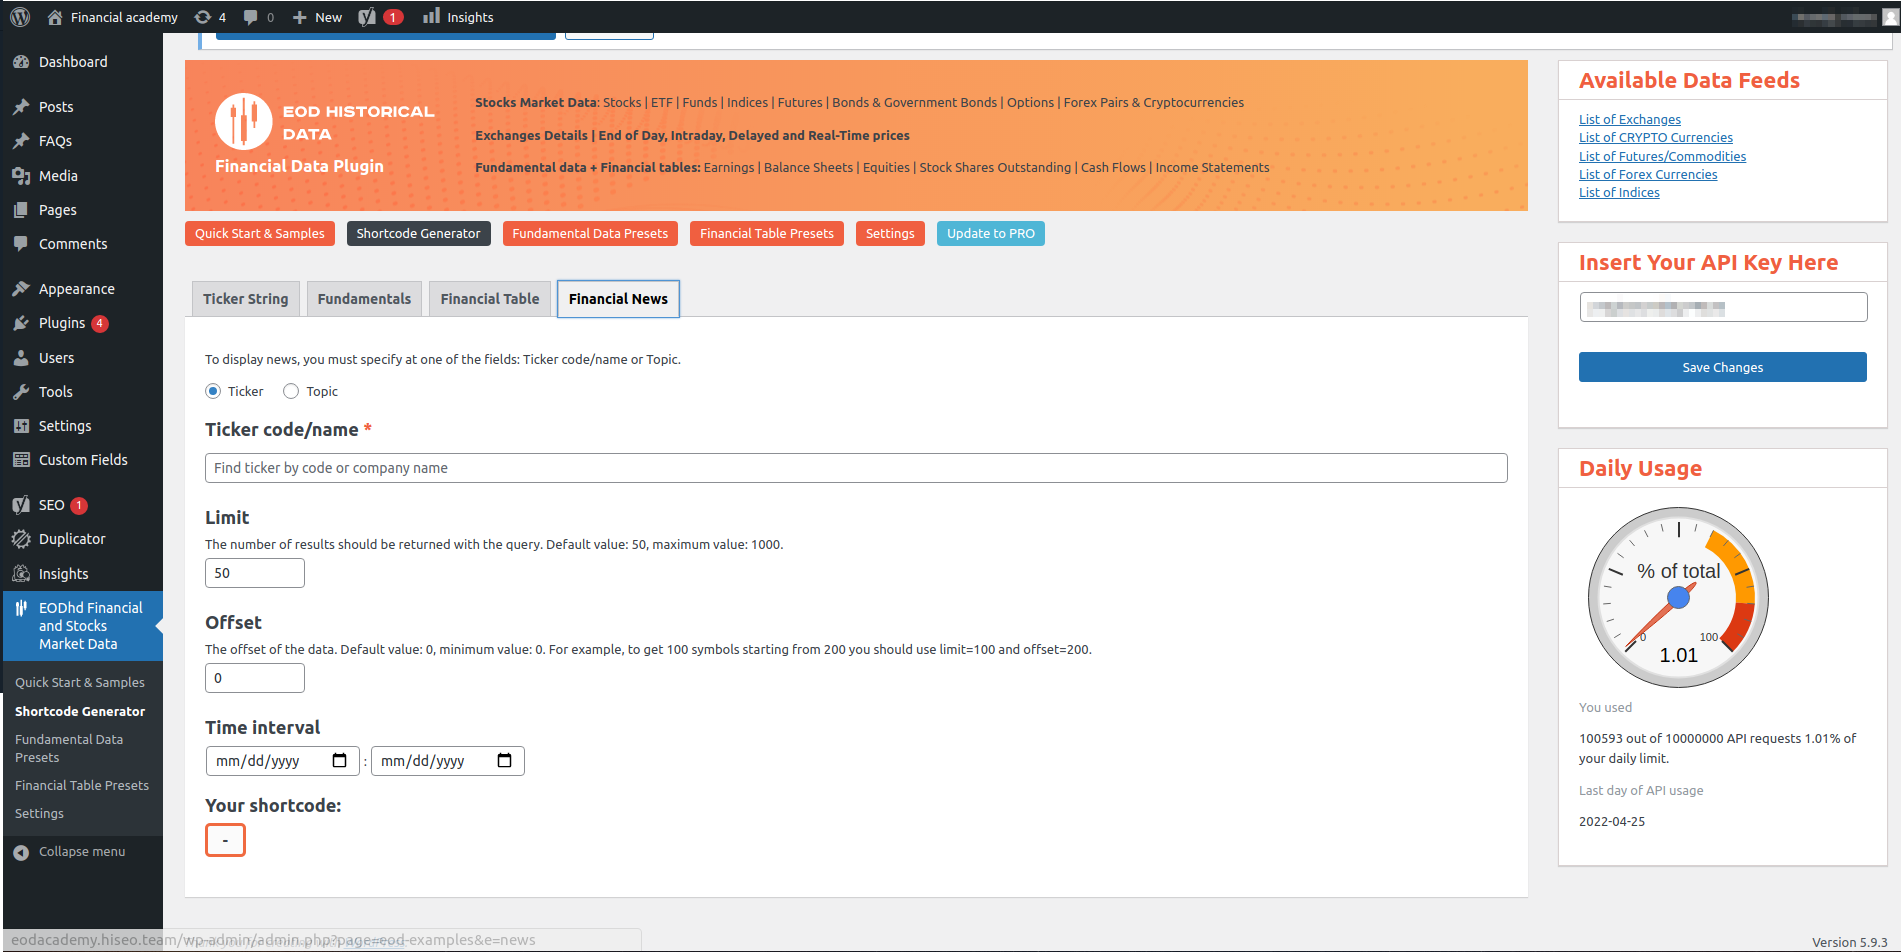 Financial academy 4 0 New 1 Insights
Dashboard
Posts
FAQs
Media
Pages
Comments
Appearance
Plugins 4
Users
Tools
Settings
Custom Fields
SEO 1
Duplicator
Insights
EODhd Financial
and Stocks
Market Data
Quick Start & Samples
Shortcode Generator
Fundamental Data
Presets
Financial Table Presets
Settings
Collapse menu
EOD HISTORICAL
DATA
Financial Data Plugin
Stocks Market Data: Stocks | ETF | Funds | Indices | Futures | Bonds & Government Bonds | Options | Forex Pairs & Cryptocurrencies
Exchanges Details | End of Day, Intraday, Delayed and Real-Time prices
Fundamental data + Financial tables: Earnings | Balance Sheets | Equities | Stock Shares Outstanding | Cash Flows | Income Statements
Quick Start & Samples Shortcode Generator Fundamental Data Presets Financial Table Presets Settings Update to PRO
Ticker String Fundamentals Financial Table Financial News
To display news, you must specify at one of the fields: Ticker code/name or Topic.
Ticker Topic
Ticker code/name *
Find ticker by code or company name
Limit
The number of results should be returned with the query. Default value: 50, maximum value: 1000.
50
Offset
The offset of the data. Default value: 0, minimum value: 0. For example, to get 100 symbols starting from 200 you should use limit=100 and offset=200.
0
Time interval
mm/dd/yyyy : mm/dd/yyyy
Your shortcode:
-
Available Data Feeds
List of Exchanges
List of CRYPTO Currencies
List of Futures/Commodities
List of Forex Currencies
List of Indices
Insert Your API Key Here
Save Changes
Daily Usage
% of total
0 100
1.01
You used
100593 out of 10000000 API requests 1.01% of
your daily limit.
Last day of API usage
2022-04-25
eodacademy.hiseo.team/wp-admin/admin.php?page=eod-examples&e=news
Version 5.9.3